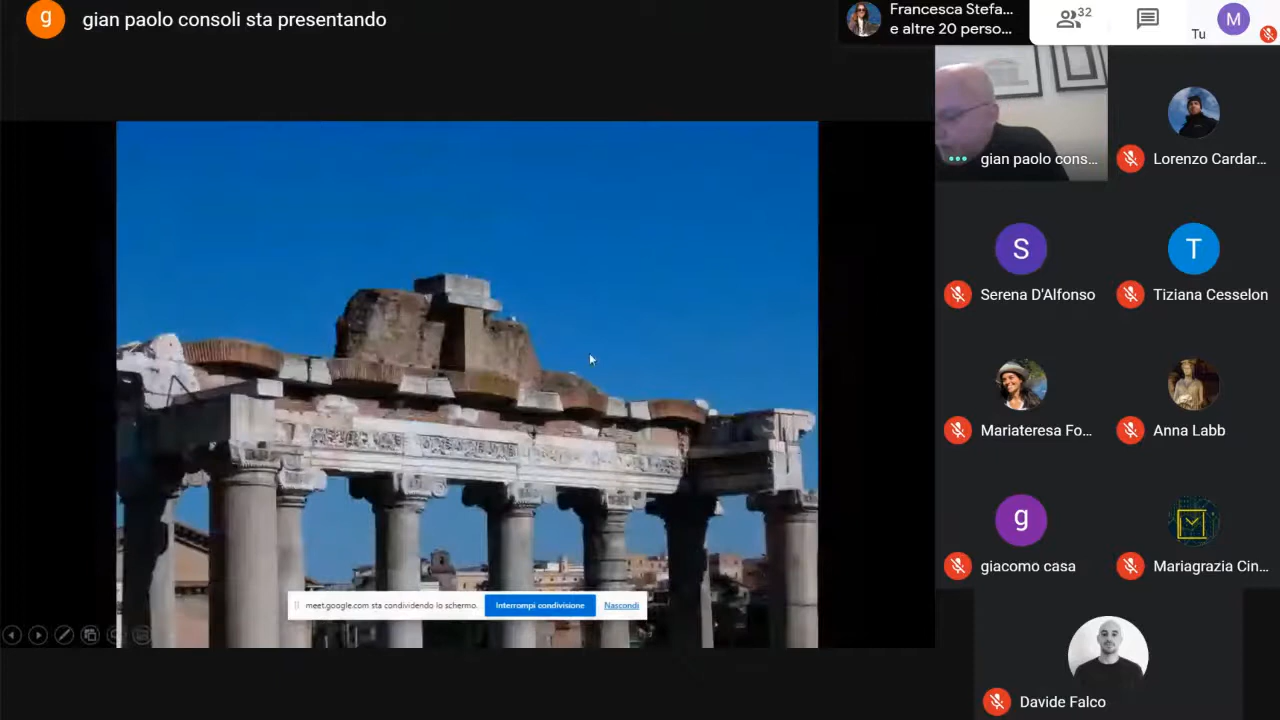 g
gian paolo consoli sta presentando
Francesca Stefa...
e altre 20 perso...
32
Tu
M
gian paolo cons...
Lorenzo Cardar...
S
T
Serena D'Alfonso
Tiziana Cesselon
Mariateresa Fo...
Anna Labb
g
giacomo casa
Mariagrazia Cin...
meet.google.com sta condividendo lo schermo.
Interrompi condivisione
Nascondi
Davide Falco